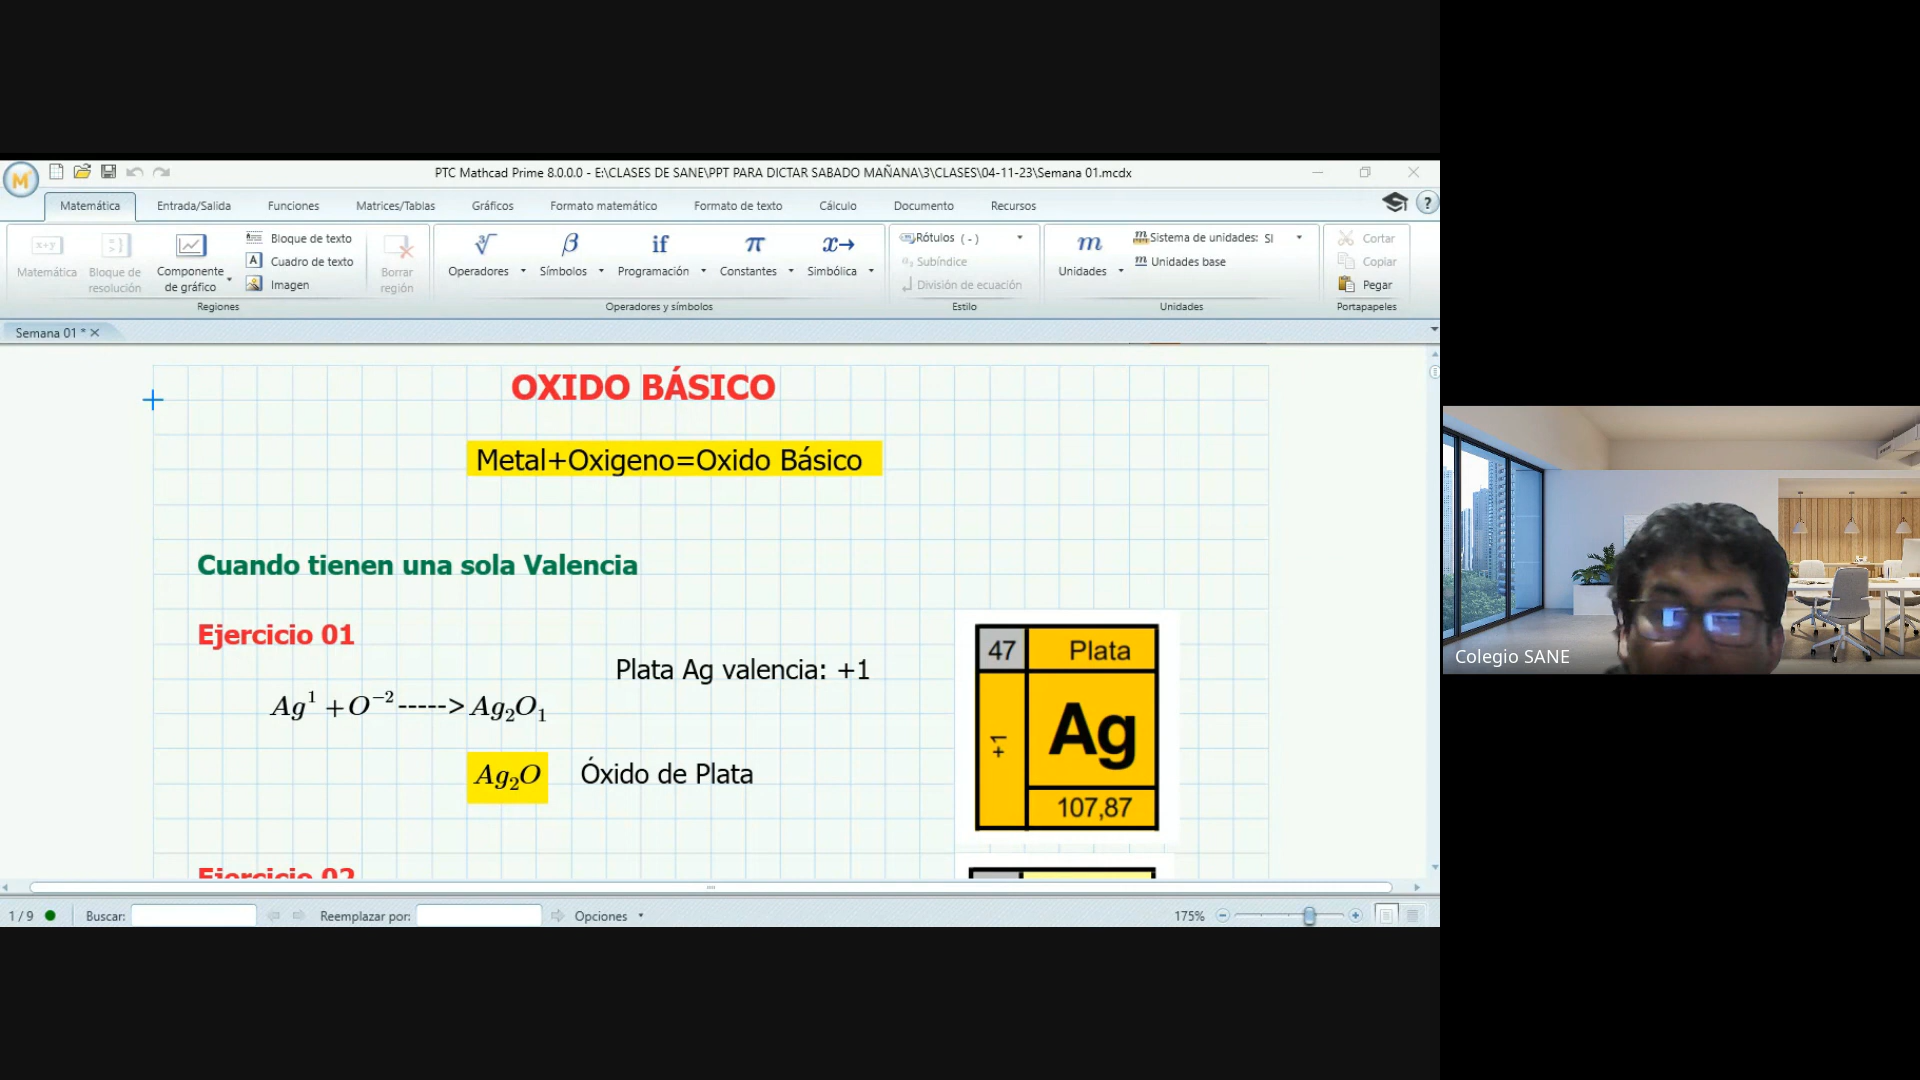 PTC Mathcad Prime 8.0.0.0 - E:\CLASES DE SANE\PPT PARA DICTAR SABADO MAÑANA\3\CLASES\04-11-23\Semana 01.mcdx
Matemática Entrada/Salida Funciones Matrices/Tablas Gráficos Formato matemático Formato de texto Cálculo Documento Recursos
Matemática
Bloque de resolución
Componente de gráfico
Bloque de texto
Cuadro de texto
Imagen
Borrar región
Regiones
Operadores
Símbolos
if
Programación
π
Constantes
Simbólica
Operadores y símbolos
Rótulos ( - )
Subíndice
División de ecuación
Estilo
Unidades
Sistema de unidades: SI
Unidades base
Unidades
Cortar
Copiar
Pegar
Portapapeles
Semana 01 *
OXIDO BÁSICO
Metal+Oxigeno=Oxido Básico
Cuando tienen una sola Valencia
Ejercicio 01
Plata Ag valencia: +1
Ag¹ + O⁻² -----> Ag₂O₁
Ag₂O Óxido de Plata
47 Plata
+1
Ag
107,87
Ejercicio 02
1 / 9 Buscar: Reemplazar por: Opciones 175%
Colegio SANE